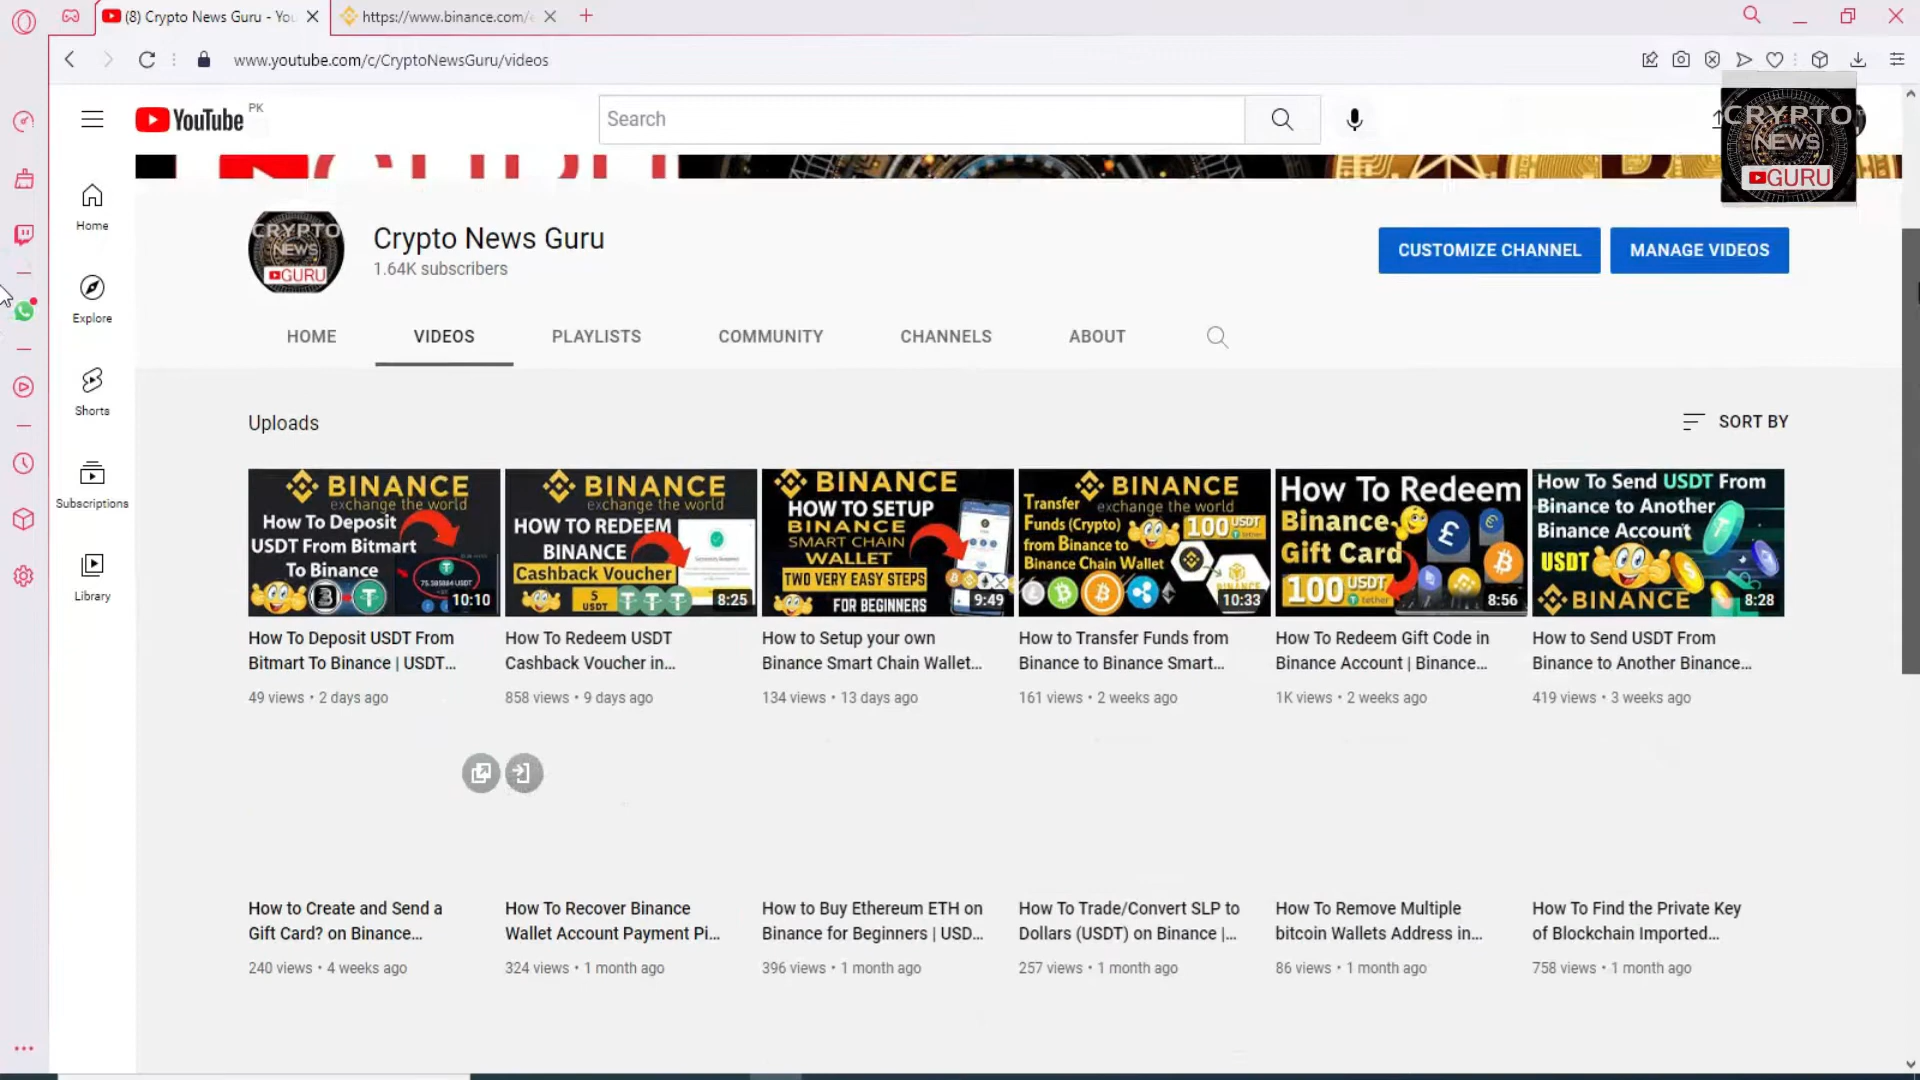 (8) Crypto News Guru - You
https://www.binance.com/e
www.youtube.com/c/CryptoNewsGuru/videos
YouTube PK
Search
CRYPTO
NEWS
GURU
Home
Explore
Shorts
Subscriptions
Library
CRYPTO
NEWS
GURU
Crypto News Guru
1.64K subscribers
CUSTOMIZE CHANNEL
MANAGE VIDEOS
HOME
VIDEOS
PLAYLISTS
COMMUNITY
CHANNELS
ABOUT
Uploads
SORT BY
BINANCE
exchange the world
How To Deposit
USDT From Bitmart
To Binance
75.585884 USDT
10:10
BINANCE
exchange the world
HOW TO REDEEM
BINANCE
Cashback Voucher
5
USDT
8:25
BINANCE
HOW TO SETUP
BINANCE
SMART CHAIN
WALLET
TWO VERY EASY STEPS
FOR BEGINNERS
9:49
BINANCE
exchange the world
Transfer
Funds (Crypto)
from Binance to
Binance Chain Wallet
100 USDT
tether
10:33
How To Redeem
Binance
Gift Card
100 USDT
tether
8:56
How To Send USDT From
Binance to Another
Binance Account
USDT
BINANCE
8:28
How To Deposit USDT From
Bitmart To Binance | USDT...
49 views • 2 days ago
How To Redeem USDT
Cashback Voucher in...
858 views • 9 days ago
How to Setup your own
Binance Smart Chain Wallet...
134 views • 13 days ago
How to Transfer Funds from
Binance to Binance Smart...
161 views • 2 weeks ago
How To Redeem Gift Code in
Binance Account | Binance...
1K views • 2 weeks ago
How to Send USDT From
Binance to Another Binance...
419 views • 3 weeks ago
How to Create and Send a
Gift Card? on Binance...
240 views • 4 weeks ago
How To Recover Binance
Wallet Account Payment Pi...
324 views • 1 month ago
How to Buy Ethereum ETH on
Binance for Beginners | USD...
396 views • 1 month ago
How To Trade/Convert SLP to
Dollars (USDT) on Binance |...
257 views • 1 month ago
How To Remove Multiple
bitcoin Wallets Address in...
86 views • 1 month ago
How To Find the Private Key
of Blockchain Imported...
758 views • 1 month ago